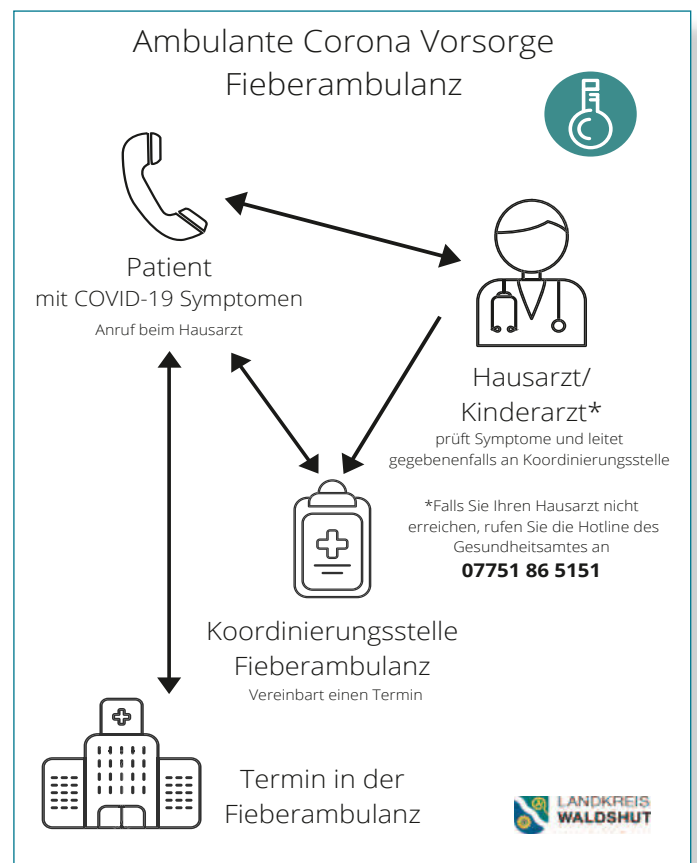 Ambulante Corona Vorsorge
Fieberambulanz
Patient
mit COVID-19 Symptomen
Anruf beim Hausarzt
Hausarzt/
Kinderarzt*
prüft Symptome und leitet
gegebenenfalls an Koordinierungsstelle
*Falls Sie Ihren Hausarzt nicht
erreichen, rufen Sie die Hotline des
Gesundheitsamtes an
07751 86 5151
Koordinierungsstelle
Fieberambulanz
Vereinbart einen Termin
Termin in der
Fieberambulanz
LANDKREIS
WALDSHUT